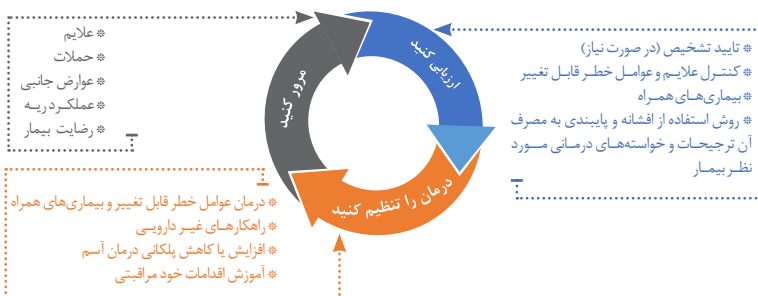 ارزیابی کنید
* تایید تشخیص (در صورت نیاز)
* کنترل علایم و عوامل خطر قابل تغییر
* بیماری‌های همراه
* روش استفاده از افشانه و پایبندی به مصرف
آن ترجیحات و خواسته‌های درمانی مورد
نظر بیمار
درمان را تنظیم کنید
* درمان عوامل خطر قابل تغییر و بیماری‌های همراه
* راهکارهای غیر دارویی
* افزایش یا کاهش پلکانی درمان آسم
* آموزش اقدامات خود مراقبتی
مرور کنید
* علایم
* حملات
* عوارض جانبی
* عملکرد ریه
* رضایت بیمار